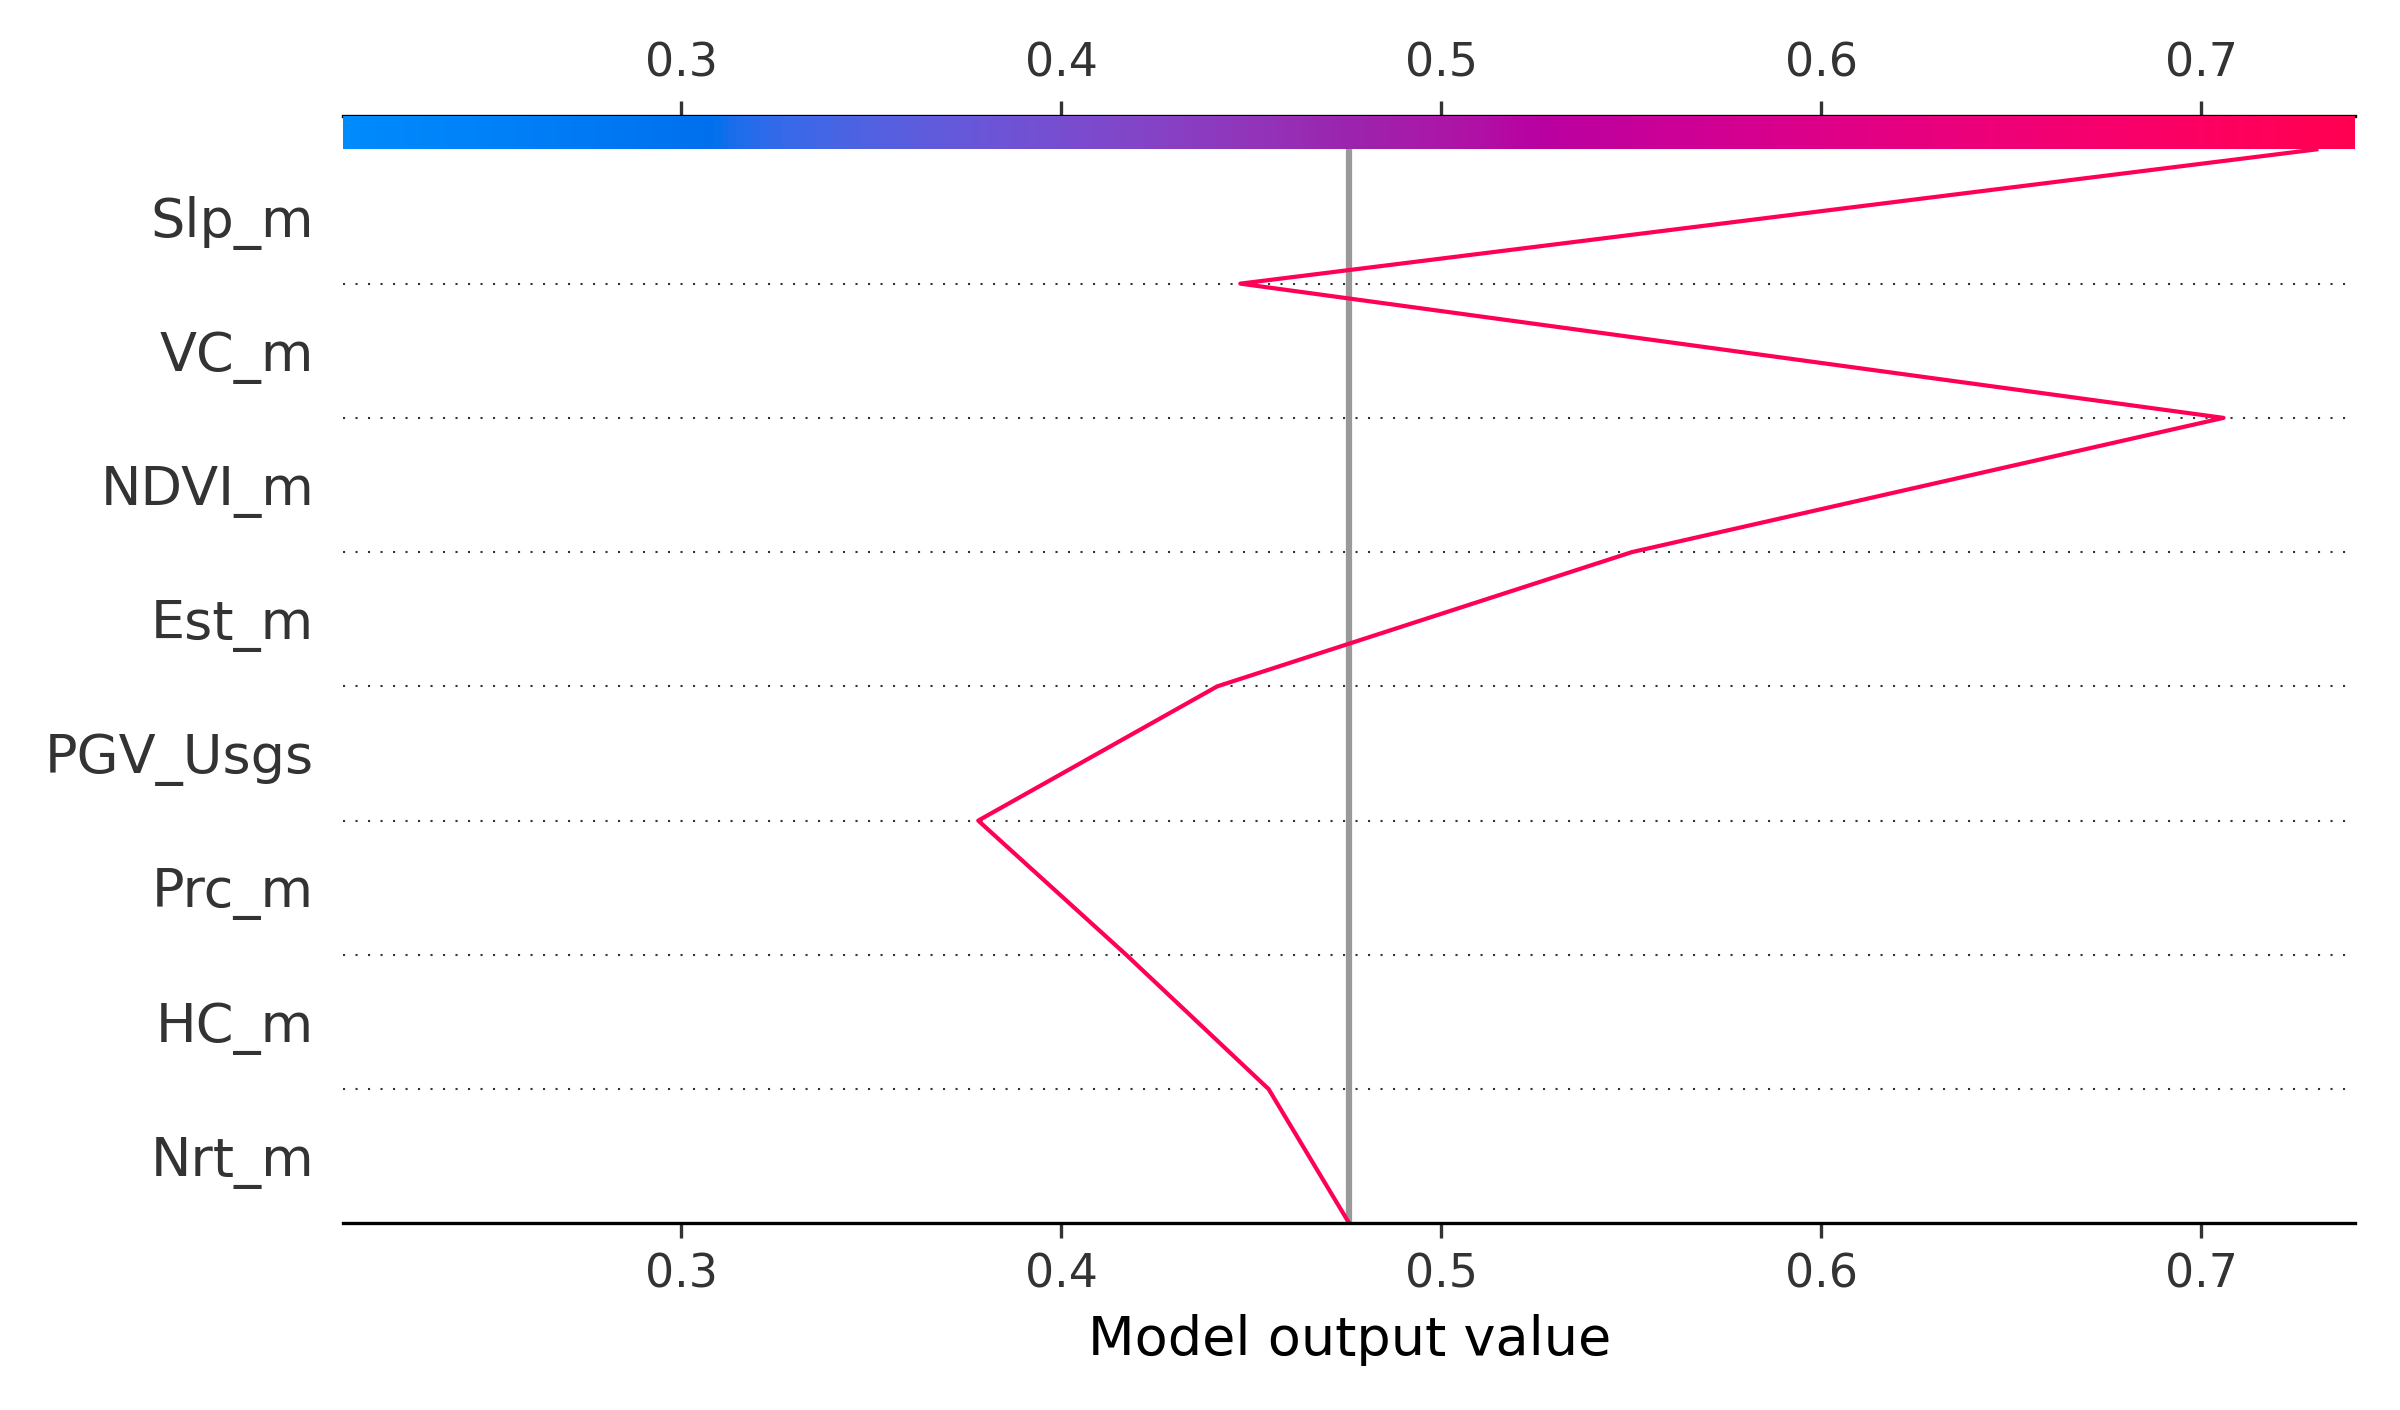 0.3 0.4 0.5 0.6 0.7
Slp_m
VC_m
NDVI_m
Est_m
PGV_Usgs
Prc_m
HC_m
Nrt_m
0.3 0.4 0.5 0.6 0.7
Model output value